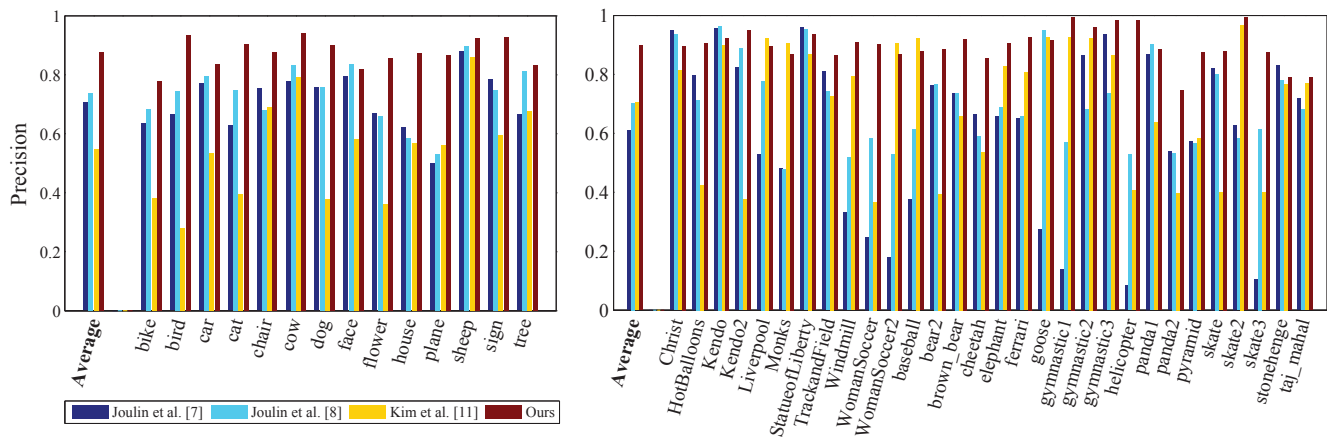 Precision
1
0.8
0.6
0.4
0.2
0
Average
bike
bird
car
cat
chair
cow
dog
face
flower
house
plane
sheep
sign
tree
Joulin et al. [7] Joulin et al. [8] Kim et al. [11] Ours
1
0.8
0.6
0.4
0.2
0
Average
Christ
HotBalloons
Kendo
Kendo2
Liverpool
Monks
StatueofLiberty
TrackandField
Windmill
WomanSoccer
WomanSoccer2
baseball
bear2
brown_bear
cheetah
elephant
ferrari
goose
gymnastic1
gymnastic2
gymnastic3
helicopter
panda1
panda2
pyramid
skate
skate2
skate3
stonehenge
taj_mahal